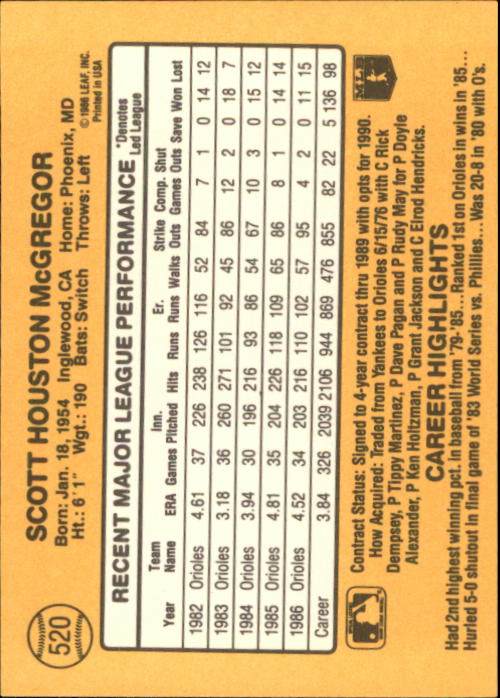 520
SCOTT HOUSTON McGREGOR
Born: Jan. 18, 1954 Inglewood, CA Home: Phoenix, MD
Ht.: 6' 1" Wgt.: 190 Bats: Switch Throws: Left
©1986 LEAF, INC.
Printed in USA
RECENT MAJOR LEAGUE PERFORMANCE
*Denotes
Led League
Team Inn. Er. Strike Comp. Shut
Year Name ERA Games Pitched Hits Runs Runs Walks Outs Games Outs Save Won Lost
1982 Orioles 4.61 37 226 238 126 116 52 84 7 1 0 14 12
1983 Orioles 3.18 36 260 271 101 92 45 86 12 2 0 18 7
1984 Orioles 3.94 30 196 216 93 86 54 67 10 3 0 15 12
1985 Orioles 4.81 35 204 226 118 109 65 86 8 1 0 14 14
1986 Orioles 4.52 34 203 216 110 102 57 95 4 2 0 11 15
Career 3.84 326 2039 2106 944 869 476 855 82 22 5 136 98
Contract Status: Signed to 4-year contract thru 1989 with opts for 1990.
How Acquired: Traded from Yankees to Orioles 6/15/76 with C Rick
Dempsey, P Tippy Martinez, P Dave Pagan and P Rudy May for P Doyle
Alexander, P Ken Holtzman, P Grant Jackson and C Elrod Hendricks.
MLB
CAREER HIGHLIGHTS
Had 2nd highest winning pct. in baseball from '79-'85... Ranked 1st on Orioles in wins in '85...
Hurled 5-0 shutout in final game of '83 World Series vs. Phillies... Was 20-8 in '80 with O's.